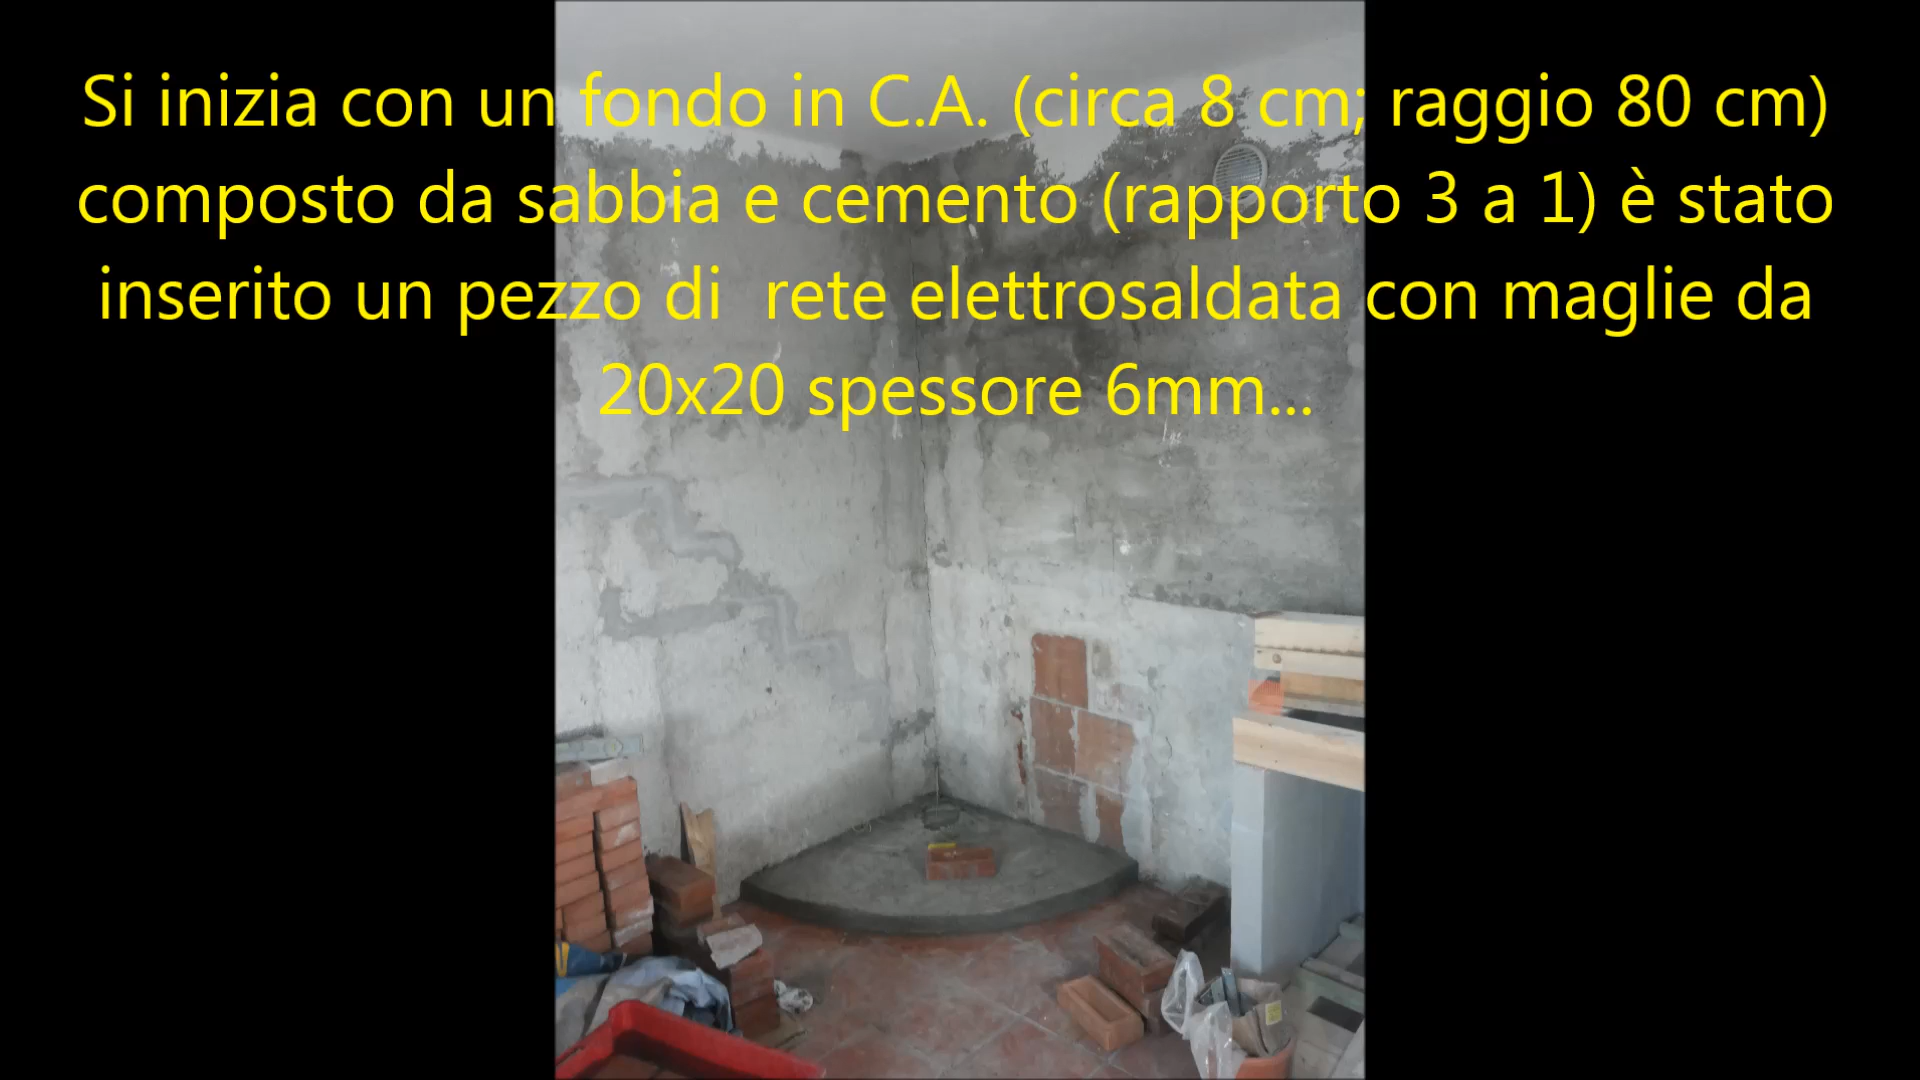 Si inizia con un fondo in C.A. (circa 8 cm; raggio 80 cm)
composto da sabbia e cemento (rapporto 3 a 1) è stato
inserito un pezzo di  rete elettrosaldata con maglie da
20x20 spessore 6mm...